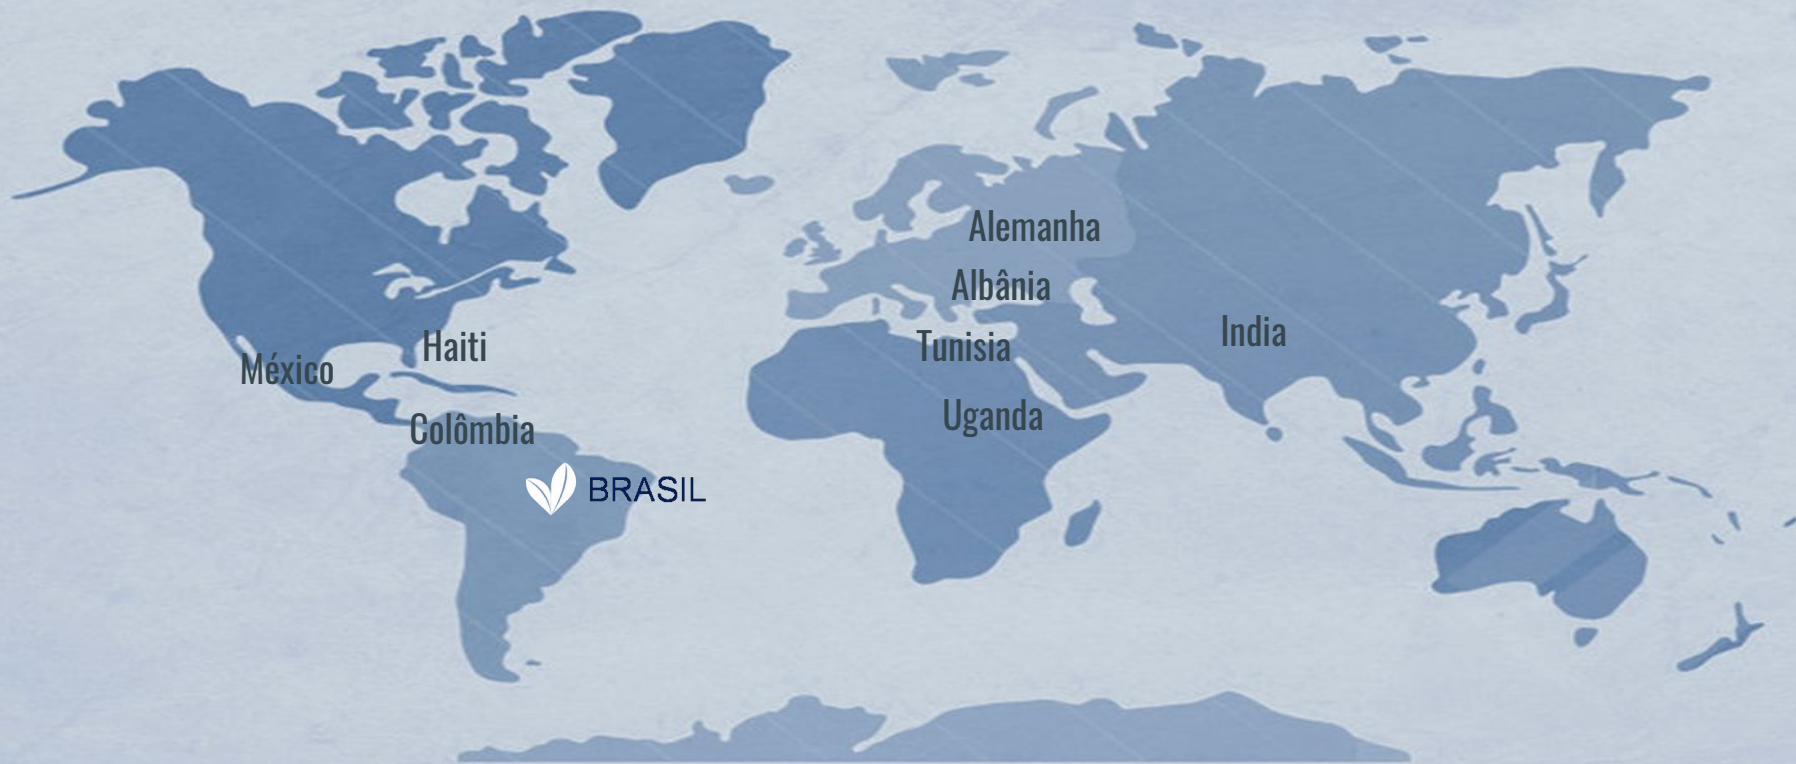 Alemanha
Albânia
Haiti
Tunisia
India
México
Colômbia
Uganda
BRASIL